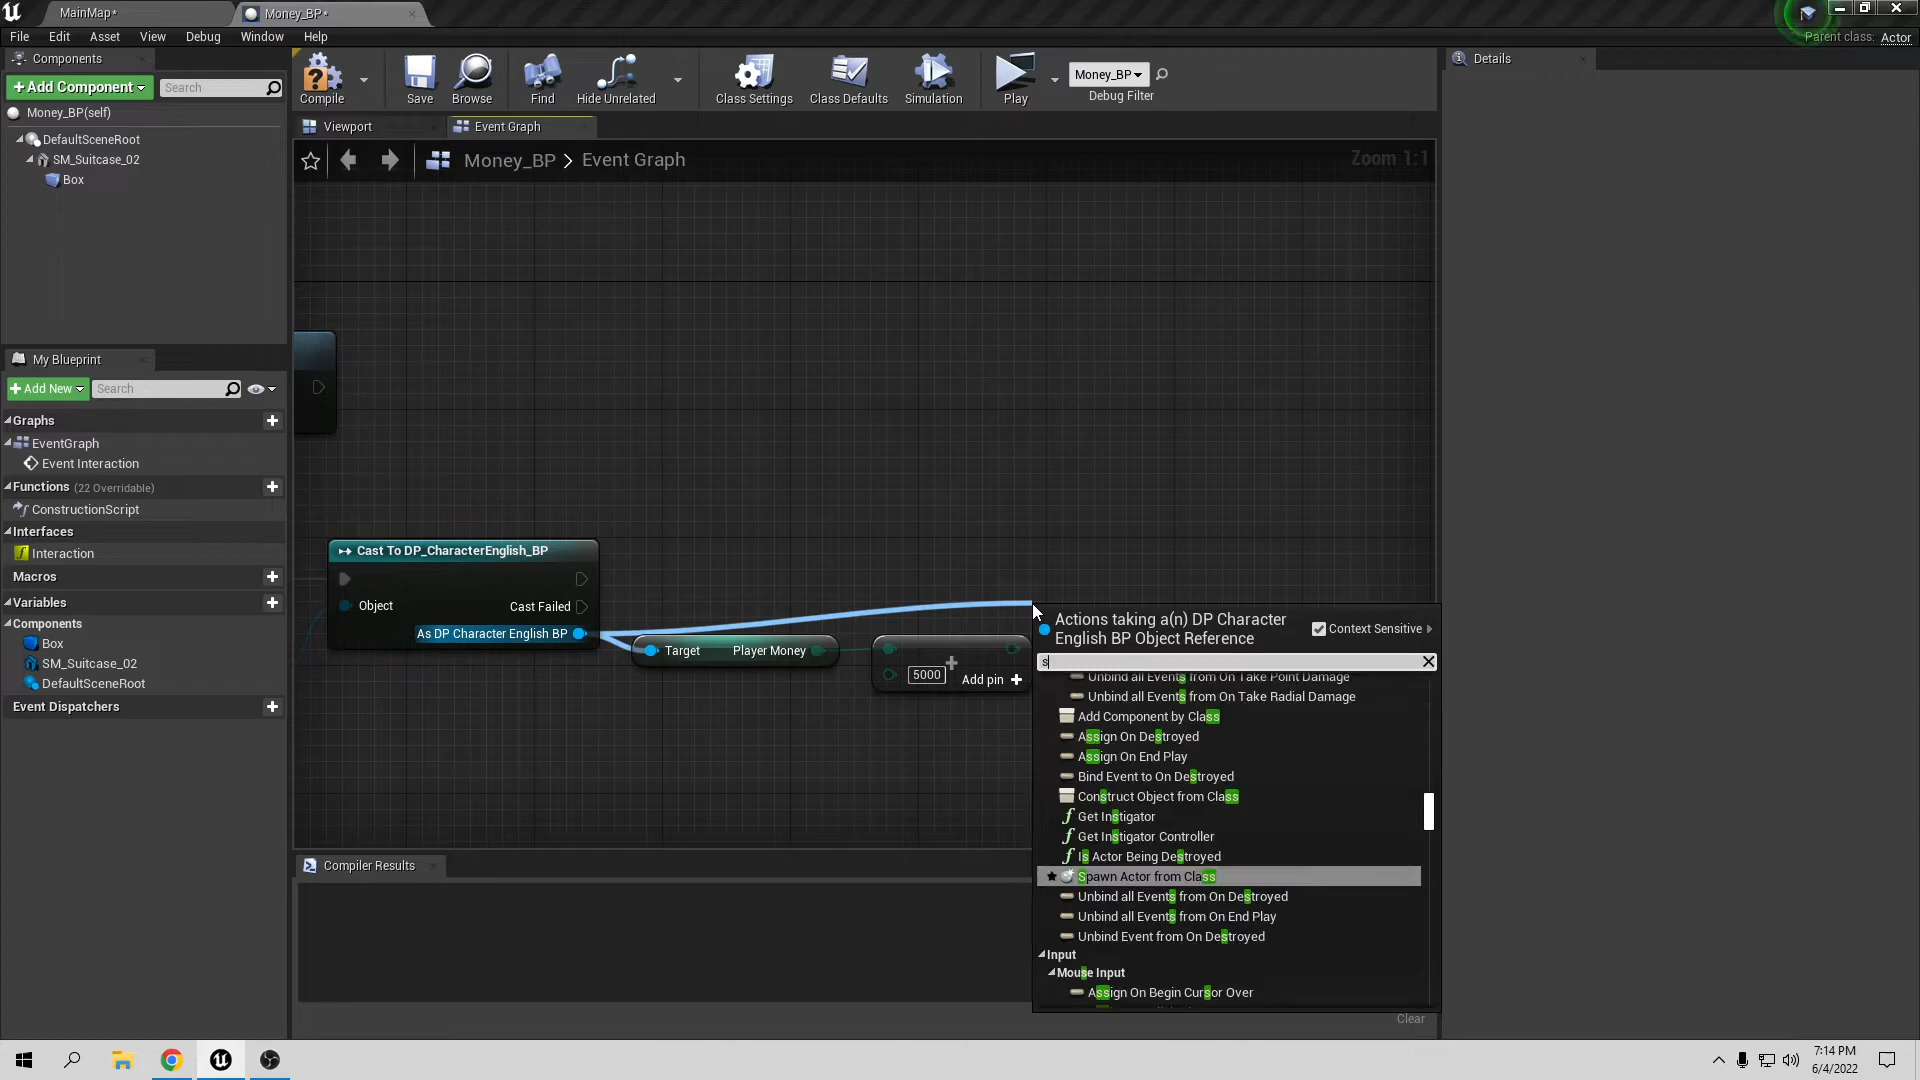 MainMap*
Money_BP*
File Edit Asset View Debug Window Help
Parent class: Actor
Components
+Add Component
Search
Money_BP(self)
DefaultSceneRoot
SM_Suitcase_02
Box
Compile
Save
Browse
Find
Hide Unrelated
Class Settings
Class Defaults
Simulation
Play
Money_BP
Debug Filter
Details
Viewport
Event Graph
Money_BP > Event Graph
Zoom 1:1
My Blueprint
+Add New
Search
Graphs
EventGraph
Event Interaction
Functions (22 Overridable)
ConstructionScript
Interfaces
Interaction
Macros
Variables
Components
Box
SM_Suitcase_02
DefaultSceneRoot
Event Dispatchers
Cast To DP_CharacterEnglish_BP
Object
Cast Failed
As DP Character English BP
Target
Player Money
5000
Add pin +
Actions taking a(n) DP Character
English BP Object Reference
Context Sensitive
s
Unbind all Events from On Take Point Damage
Unbind all Events from On Take Radial Damage
Add Component by Class
Assign On Destroyed
Assign On End Play
Bind Event to On Destroyed
Construct Object from Class
Get Instigator
Get Instigator Controller
Is Actor Being Destroyed
Spawn Actor from Class
Unbind all Events from On Destroyed
Unbind all Events from On End Play
Unbind Event from On Destroyed
Input
Mouse Input
Assign On Begin Cursor Over
Compiler Results
Clear
7:14 PM
6/4/2022